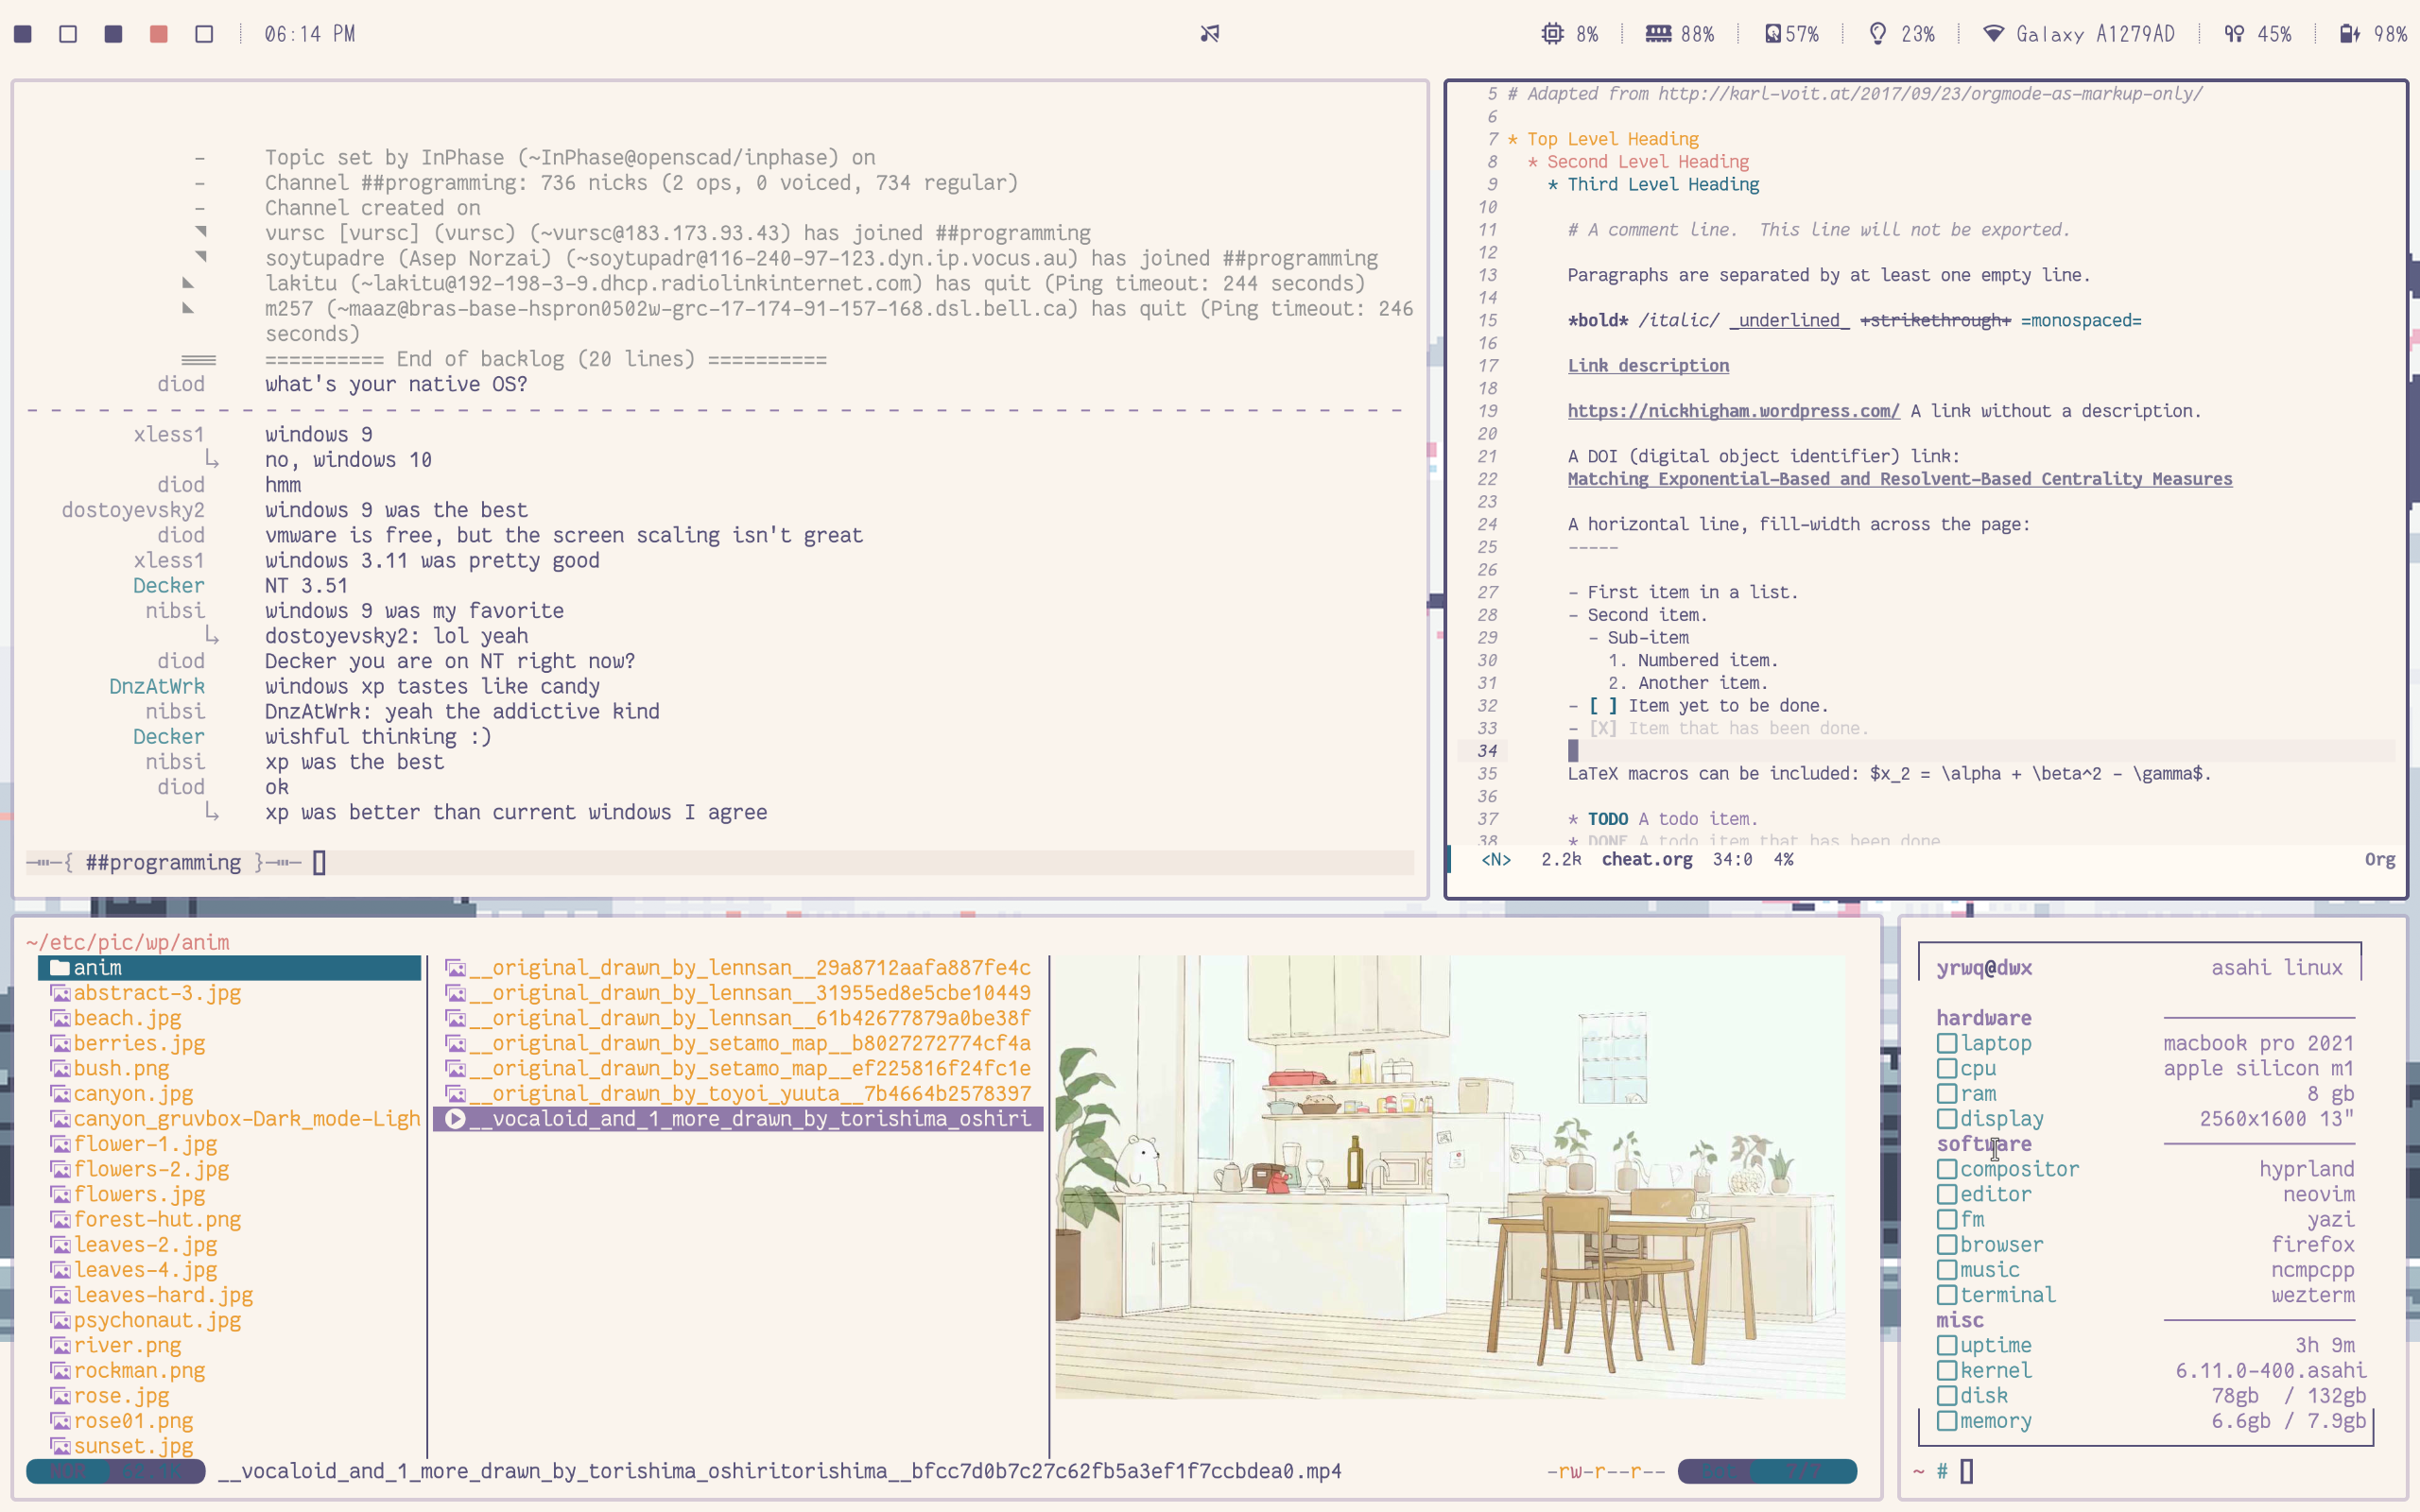 06:14 PM
8%
88%
57%
23%
Galaxy A1279AD
45%
98%
- Topic set by InPhase (~InPhase@openscad/inphase) on
- Channel ##programming: 736 nicks (2 ops, 0 voiced, 734 regular)
- Channel created on
vursc [vursc] (vursc) (~vursc@183.173.93.43) has joined ##programming
soytupadre (Asep Norzai) (~soytupadr@116-240-97-123.dyn.ip.vocus.au) has joined ##programming
lakitu (~lakitu@192-198-3-9.dhcp.radiolinkinternet.com) has quit (Ping timeout: 244 seconds)
m257 (~maaz@bras-base-hspron0502w-grc-17-174-91-157-168.dsl.bell.ca) has quit (Ping timeout: 246
seconds)
========== End of backlog (20 lines) ==========
diod what's your native OS?
xless1 windows 9
no, windows 10
diod hmm
dostoyevsky2 windows 9 was the best
diod vmware is free, but the screen scaling isn't great
xless1 windows 3.11 was pretty good
Decker NT 3.51
nibsi windows 9 was my favorite
dostoyevsky2: lol yeah
diod Decker you are on NT right now?
DnzAtWrk windows xp tastes like candy
nibsi DnzAtWrk: yeah the addictive kind
Decker wishful thinking :)
nibsi xp was the best
diod ok
xp was better than current windows I agree
{ ##programming }
5 # Adapted from http://karl-voit.at/2017/09/23/orgmode-as-markup-only/
6
7 * Top Level Heading
8 * Second Level Heading
9 * Third Level Heading
10
11 # A comment line.  This line will not be exported.
12
13 Paragraphs are separated by at least one empty line.
14
15 *bold* /italic/ _underlined_ +strikethrough+ =monospaced=
16
17 Link description
18
19 https://nickhigham.wordpress.com/ A link without a description.
20
21 A DOI (digital object identifier) link:
22 Matching Exponential-Based and Resolvent-Based Centrality Measures
23
24 A horizontal line, fill-width across the page:
25 -----
26
27 - First item in a list.
28 - Second item.
29 - Sub-item
30 1. Numbered item.
31 2. Another item.
32 - [ ] Item yet to be done.
33 - [X] Item that has been done.
34
35 LaTeX macros can be included: $x_2 = \alpha + \beta^2 - \gamma$.
36
37 * TODO A todo item.
38 * DONE A todo item that has been done
<N> 2.2k cheat.org 34:0 4% Org
~/etc/pic/wp/anim
anim
abstract-3.jpg
beach.jpg
berries.jpg
bush.png
canyon.jpg
canyon_gruvbox-Dark_mode-Ligh
flower-1.jpg
flowers-2.jpg
flowers.jpg
forest-hut.png
leaves-2.jpg
leaves-4.jpg
leaves-hard.jpg
psychonaut.jpg
river.png
rockman.png
rose.jpg
rose01.png
sunset.jpg
__original_drawn_by_lennsan__29a8712aafa887fe4c
__original_drawn_by_lennsan__31955ed8e5cbe10449
__original_drawn_by_lennsan__61b42677879a0be38f
__original_drawn_by_setamo_map__b8027272774cf4a
__original_drawn_by_setamo_map__ef225816f24fc1e
__original_drawn_by_toyoi_yuuta__7b4664b2578397
__vocaloid_and_1_more_drawn_by_torishima_oshiri
__vocaloid_and_1_more_drawn_by_torishima_oshiritorishima__bfcc7d0b7c27c62fb5a3ef1f7ccbdea0.mp4
-rw-r--r--
yrwq@dwx asahi linux
hardware
laptop macbook pro 2021
cpu apple silicon m1
ram 8 gb
display 2560x1600 13"
software
compositor hyprland
editor neovim
fm yazi
browser firefox
music ncmpcpp
terminal wezterm
misc
uptime 3h 9m
kernel 6.11.0-400.asahi
disk 78gb / 132gb
memory 6.6gb / 7.9gb
~ #